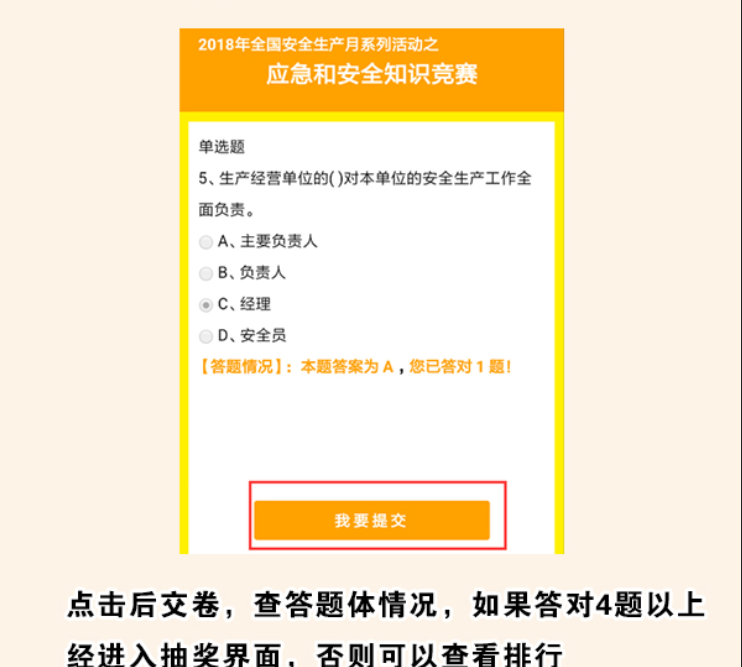 2018年全国安全生产月系列活动之
应急和安全知识竞赛
单选题
5、生产经营单位的( )对本单位的安全生产工作全
面负责。
A、主要负责人
B、负责人
C、经理
D、安全员
【答题情况】：本题答案为 A，您已答对 1 题！
我要提交
点击后交卷，查答题体情况，如果答对4题以上
经进入抽奖界面，否则可以查看排行